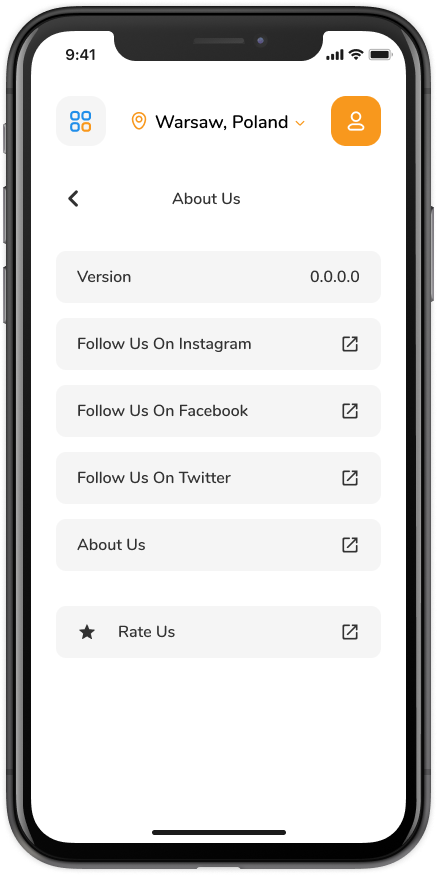 9:41
Warsaw, Poland
About Us
Version 0.0.0.0
Follow Us On Instagram
Follow Us On Facebook
Follow Us On Twitter
About Us
Rate Us